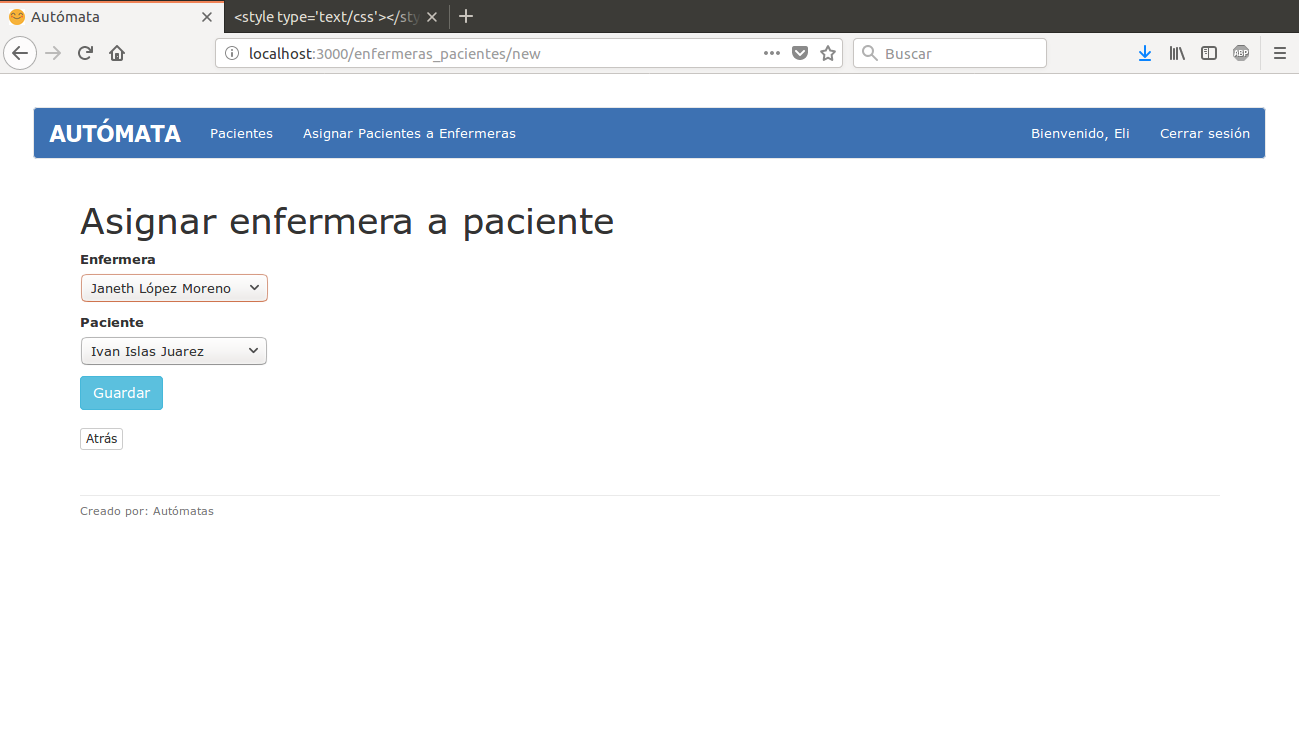 Autómata
<style type='text/css'></sty
localhost:3000/enfermeras_pacientes/new
Buscar
ABP
AUTÓMATA Pacientes Asignar Pacientes a Enfermeras Bienvenido, Eli Cerrar sesión
Asignar enfermera a paciente
Enfermera
Janeth López Moreno
Paciente
Ivan Islas Juarez
Guardar
Atrás
Creado por: Autómatas